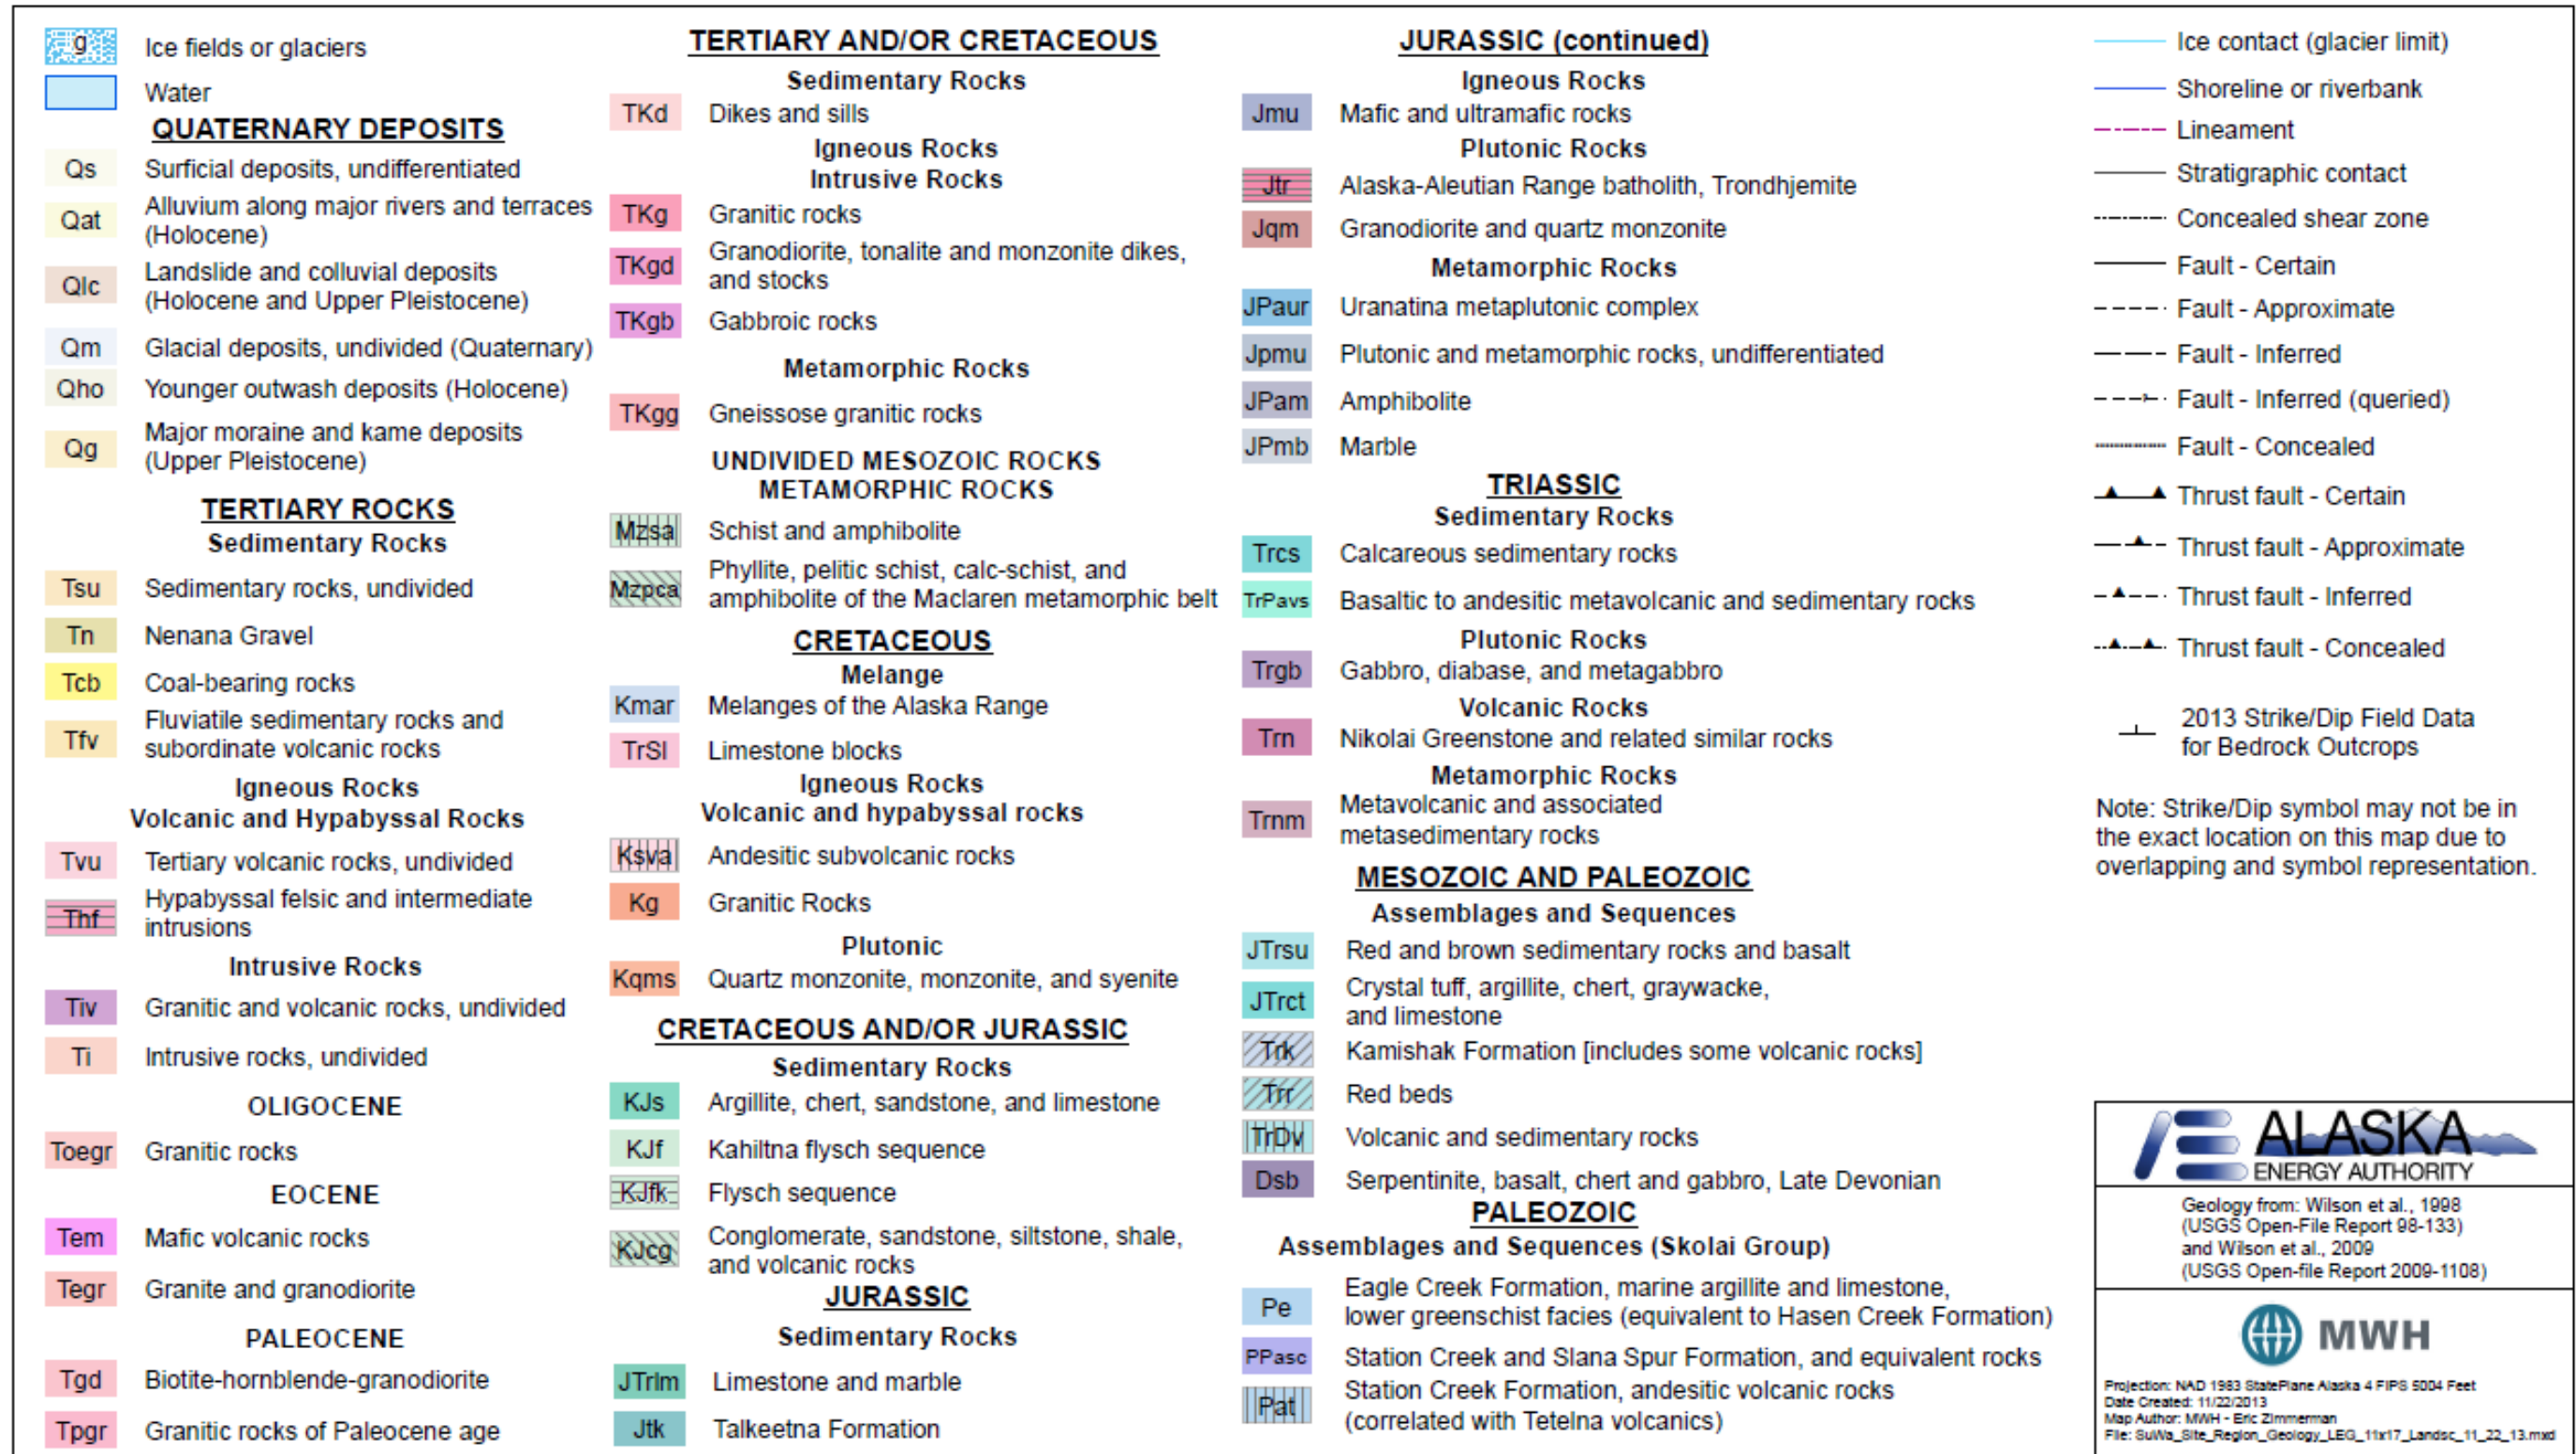 g Ice fields or glaciers
Water
QUATERNARY DEPOSITS
Qs Surficial deposits, undifferentiated
Qat Alluvium along major rivers and terraces
(Holocene)
Qlc Landslide and colluvial deposits
(Holocene and Upper Pleistocene)
Qm Glacial deposits, undivided (Quaternary)
Qho Younger outwash deposits (Holocene)
Qg Major moraine and kame deposits
(Upper Pleistocene)
TERTIARY ROCKS
Sedimentary Rocks
Tsu Sedimentary rocks, undivided
Tn Nenana Gravel
Tcb Coal-bearing rocks
Tfv Fluviatile sedimentary rocks and
subordinate volcanic rocks
Igneous Rocks
Volcanic and Hypabyssal Rocks
Tvu Tertiary volcanic rocks, undivided
Thf Hypabyssal felsic and intermediate
intrusions
Intrusive Rocks
Tiv Granitic and volcanic rocks, undivided
Ti Intrusive rocks, undivided
OLIGOCENE
Toegr Granitic rocks
EOCENE
Tem Mafic volcanic rocks
Tegr Granite and granodiorite
PALEOCENE
Tgd Biotite-hornblende-granodiorite
Tpgr Granitic rocks of Paleocene age
TERTIARY AND/OR CRETACEOUS
Sedimentary Rocks
TKd Dikes and sills
Igneous Rocks
Intrusive Rocks
TKg Granitic rocks
TKgd Granodiorite, tonalite and monzonite dikes,
and stocks
TKgb Gabbroic rocks
Metamorphic Rocks
TKgg Gneissose granitic rocks
UNDIVIDED MESOZOIC ROCKS
METAMORPHIC ROCKS
Mzsa Schist and amphibolite
Mzpca Phyllite, pelitic schist, calc-schist, and
amphibolite of the Maclaren metamorphic belt
CRETACEOUS
Melange
Kmar Melanges of the Alaska Range
TrSl Limestone blocks
Igneous Rocks
Volcanic and hypabyssal rocks
Ksva Andesitic subvolcanic rocks
Kg Granitic Rocks
Plutonic
Kqms Quartz monzonite, monzonite, and syenite
CRETACEOUS AND/OR JURASSIC
Sedimentary Rocks
KJs Argillite, chert, sandstone, and limestone
KJf Kahiltna flysch sequence
KJfk Flysch sequence
KJcg Conglomerate, sandstone, siltstone, shale,
and volcanic rocks
JURASSIC
Sedimentary Rocks
JTrlm Limestone and marble
Jtk Talkeetna Formation
JURASSIC (continued)
Igneous Rocks
Jmu Mafic and ultramafic rocks
Plutonic Rocks
Jtr Alaska-Aleutian Range batholith, Trondhjemite
Jqm Granodiorite and quartz monzonite
Metamorphic Rocks
JPaur Uranatina metaplutonic complex
Jpmu Plutonic and metamorphic rocks, undifferentiated
JPam Amphibolite
JPmb Marble
TRIASSIC
Sedimentary Rocks
Trcs Calcareous sedimentary rocks
TrPavs Basaltic to andesitic metavolcanic and sedimentary rocks
Plutonic Rocks
Trgb Gabbro, diabase, and metagabbro
Volcanic Rocks
Trn Nikolai Greenstone and related similar rocks
Metamorphic Rocks
Trnm Metavolcanic and associated
metasedimentary rocks
MESOZOIC AND PALEOZOIC
Assemblages and Sequences
JTrsu Red and brown sedimentary rocks and basalt
JTrct Crystal tuff, argillite, chert, graywacke,
and limestone
Trk Kamishak Formation [includes some volcanic rocks]
Trr Red beds
TrDv Volcanic and sedimentary rocks
Dsb Serpentinite, basalt, chert and gabbro, Late Devonian
PALEOZOIC
Assemblages and Sequences (Skolai Group)
Pe Eagle Creek Formation, marine argillite and limestone,
lower greenschist facies (equivalent to Hasen Creek Formation)
PPasc Station Creek and Slana Spur Formation, and equivalent rocks
Pat Station Creek Formation, andesitic volcanic rocks
(correlated with Tetelna volcanics)
Ice contact (glacier limit)
Shoreline or riverbank
Lineament
Stratigraphic contact
Concealed shear zone
Fault - Certain
Fault - Approximate
Fault - Inferred
Fault - Inferred (queried)
Fault - Concealed
Thrust fault - Certain
Thrust fault - Approximate
Thrust fault - Inferred
Thrust fault - Concealed
2013 Strike/Dip Field Data
for Bedrock Outcrops
Note: Strike/Dip symbol may not be in
the exact location on this map due to
overlapping and symbol representation.
ALASKA
ENERGY AUTHORITY
Geology from: Wilson et al., 1998
(USGS Open-File Report 98-133)
and Wilson et al., 2009
(USGS Open-file Report 2009-1108)
MWH
Projection: NAD 1983 StatePlane Alaska 4 FIPS 5004 Feet
Date Created: 11/22/2013
Map Author: MWH - Eric Zimmerman
File: SuWa_Site_Region_Geology_LEG_11x17_Landsc_11_22_13.mxd